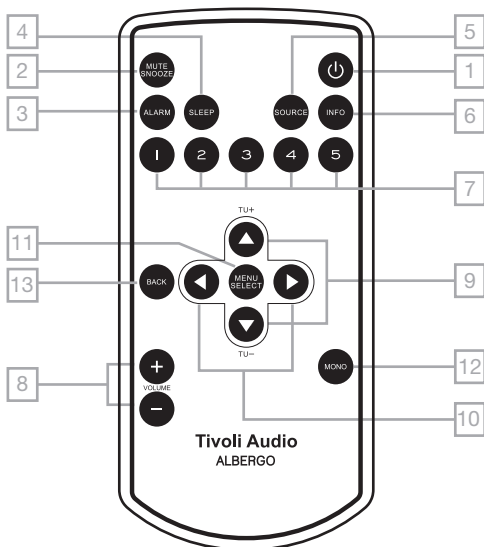 4
5
2
MUTE
SNOOZE
1
3
ALARM
SLEEP
SOURCE
INFO
6
1
2
3
4
5
7
TU+
11
9
13
BACK
MENU
SELECT
TU−
8
+
VOLUME
−
MONO
12
10
Tivoli Audio
ALBERGO